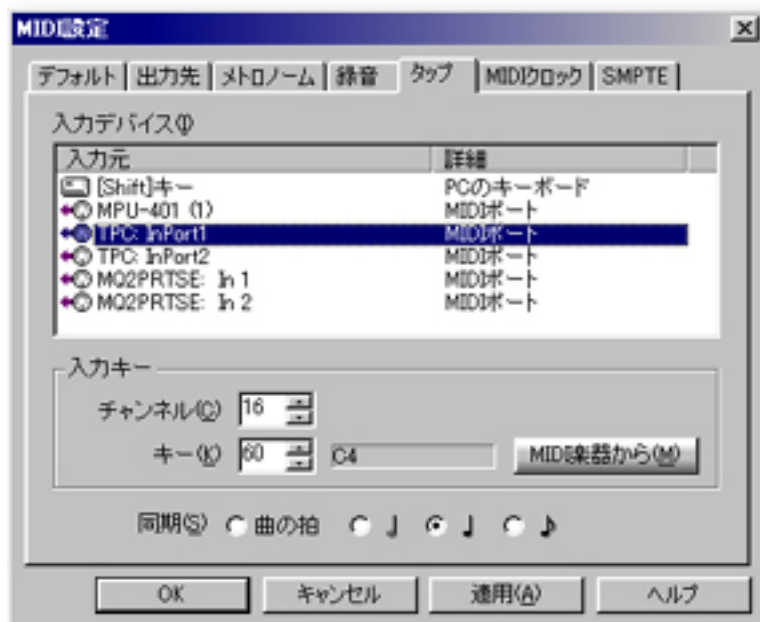 MIDI設定
デフォルト 出力先 メトロノーム 録音 タップ MIDIクロック SMPTE
入力デバイス(I)
入力元 詳細
[Shift]キー PCのキーボード
MPU-401 (1) MIDIポート
TPC: InPort1 MIDIポート
TPC: InPort2 MIDIポート
MQ2PRTSE: In 1 MIDIポート
MQ2PRTSE: In 2 MIDIポート
入力キー
チャンネル(C) 16
キー(K) 60 C4 MIDI楽器から(M)
同期(S) 曲の拍
OK キャンセル 適用(A) ヘルプ